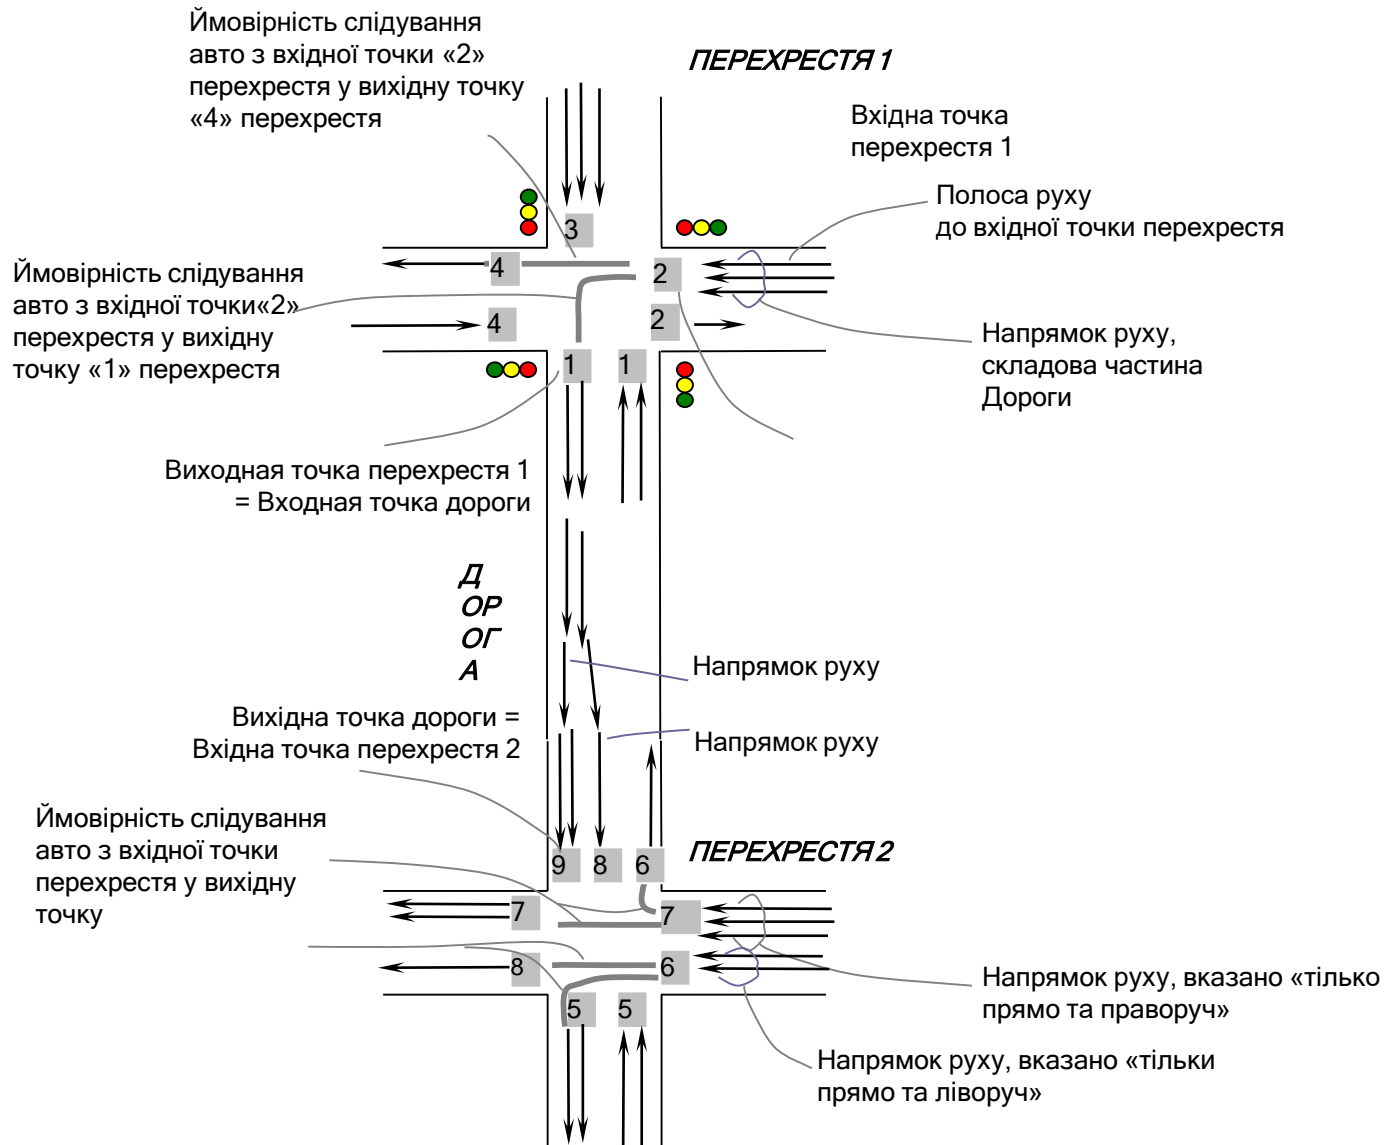 Ймовірність слідування
авто з вхідної точки «2»
перехрестя у вихідну точку
«4» перехрестя
ПЕРЕХРЕСТЯ 1
Вхідна точка
перехрестя 1
Полоса руху
до вхідної точки перехрестя
3
4
2
Ймовірність слідування
авто з вхідної точки«2»
перехрестя у вихідну
точку «1» перехрестя
4
2
Напрямок руху,
складова частина
Дороги
1
1
Виходная точка перехрестя 1
= Входная точка дороги
Д
ОР
ОГ
А
Напрямок руху
Вихідна точка дороги =
Вхідна точка перехрестя 2
Напрямок руху
Ймовірність слідування
авто з вхідної точки
перехрестя у вихідну
точку
ПЕРЕХРЕСТЯ 2
9
8
6
7
7
8
6
5
5
Напрямок руху, вказано «тілько
прямо та праворуч»
Напрямок руху, вказано «тільки
прямо та ліворуч»